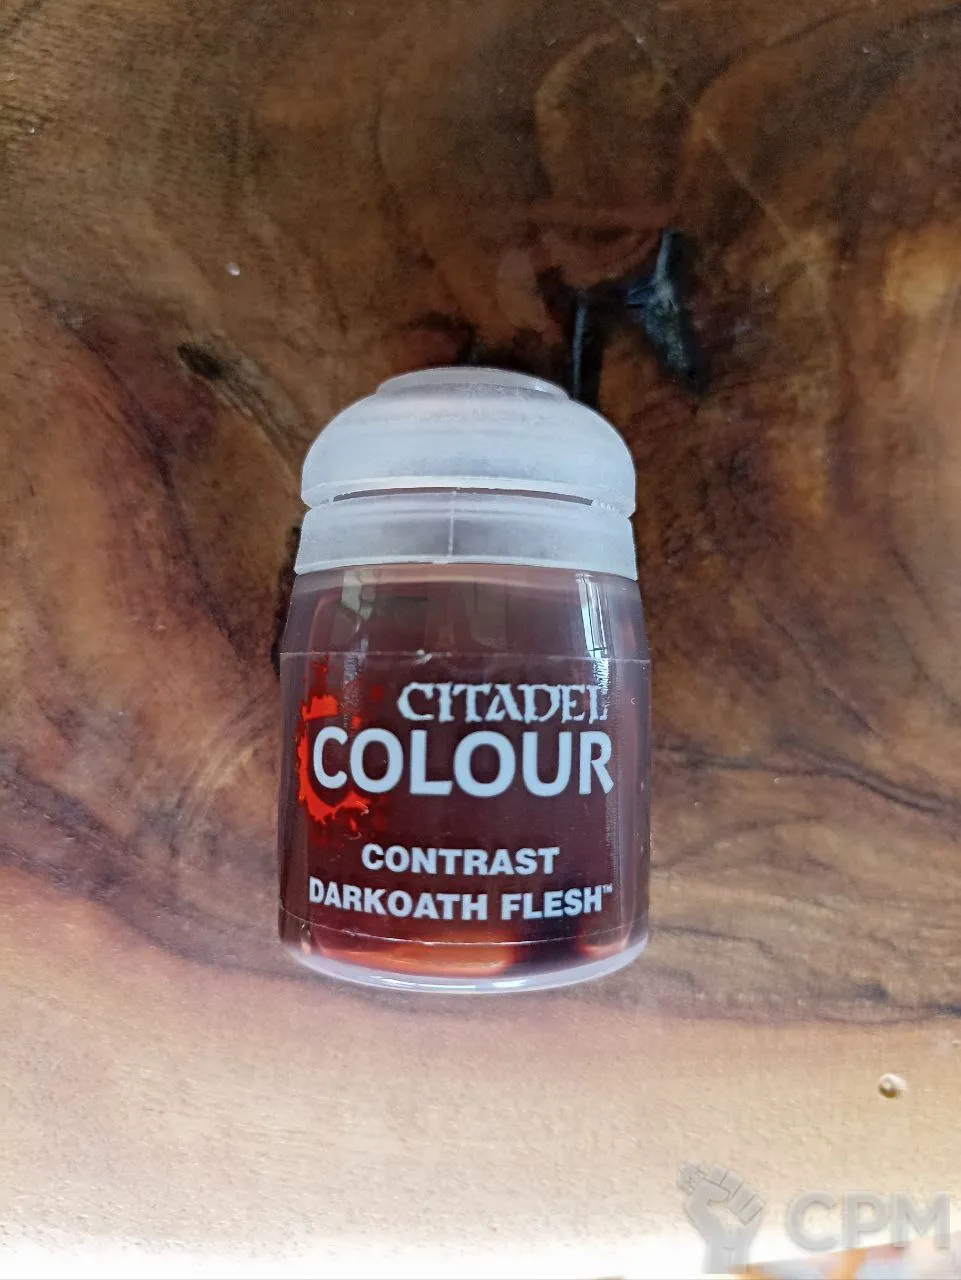 CITADEL
COLOUR
CONTRAST
DARKOATH FLESH™
CPM